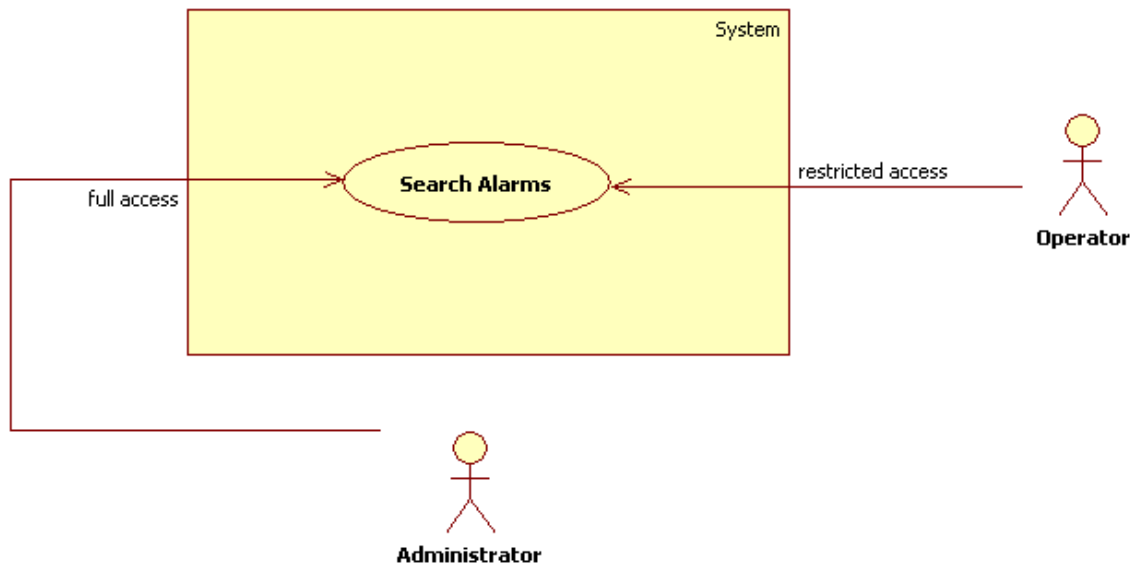 System
restricted access
Search Alarms
full access
Operator
Administrator